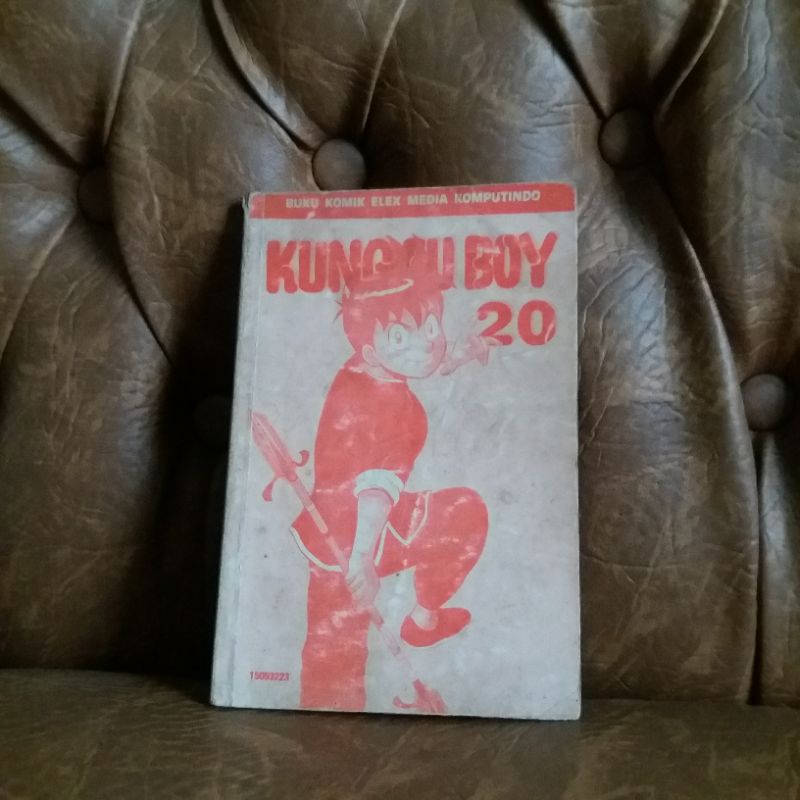 BUKU KOMIK ELEX MEDIA KOMPUTINDO
KUNGFU BOY
20
15093223